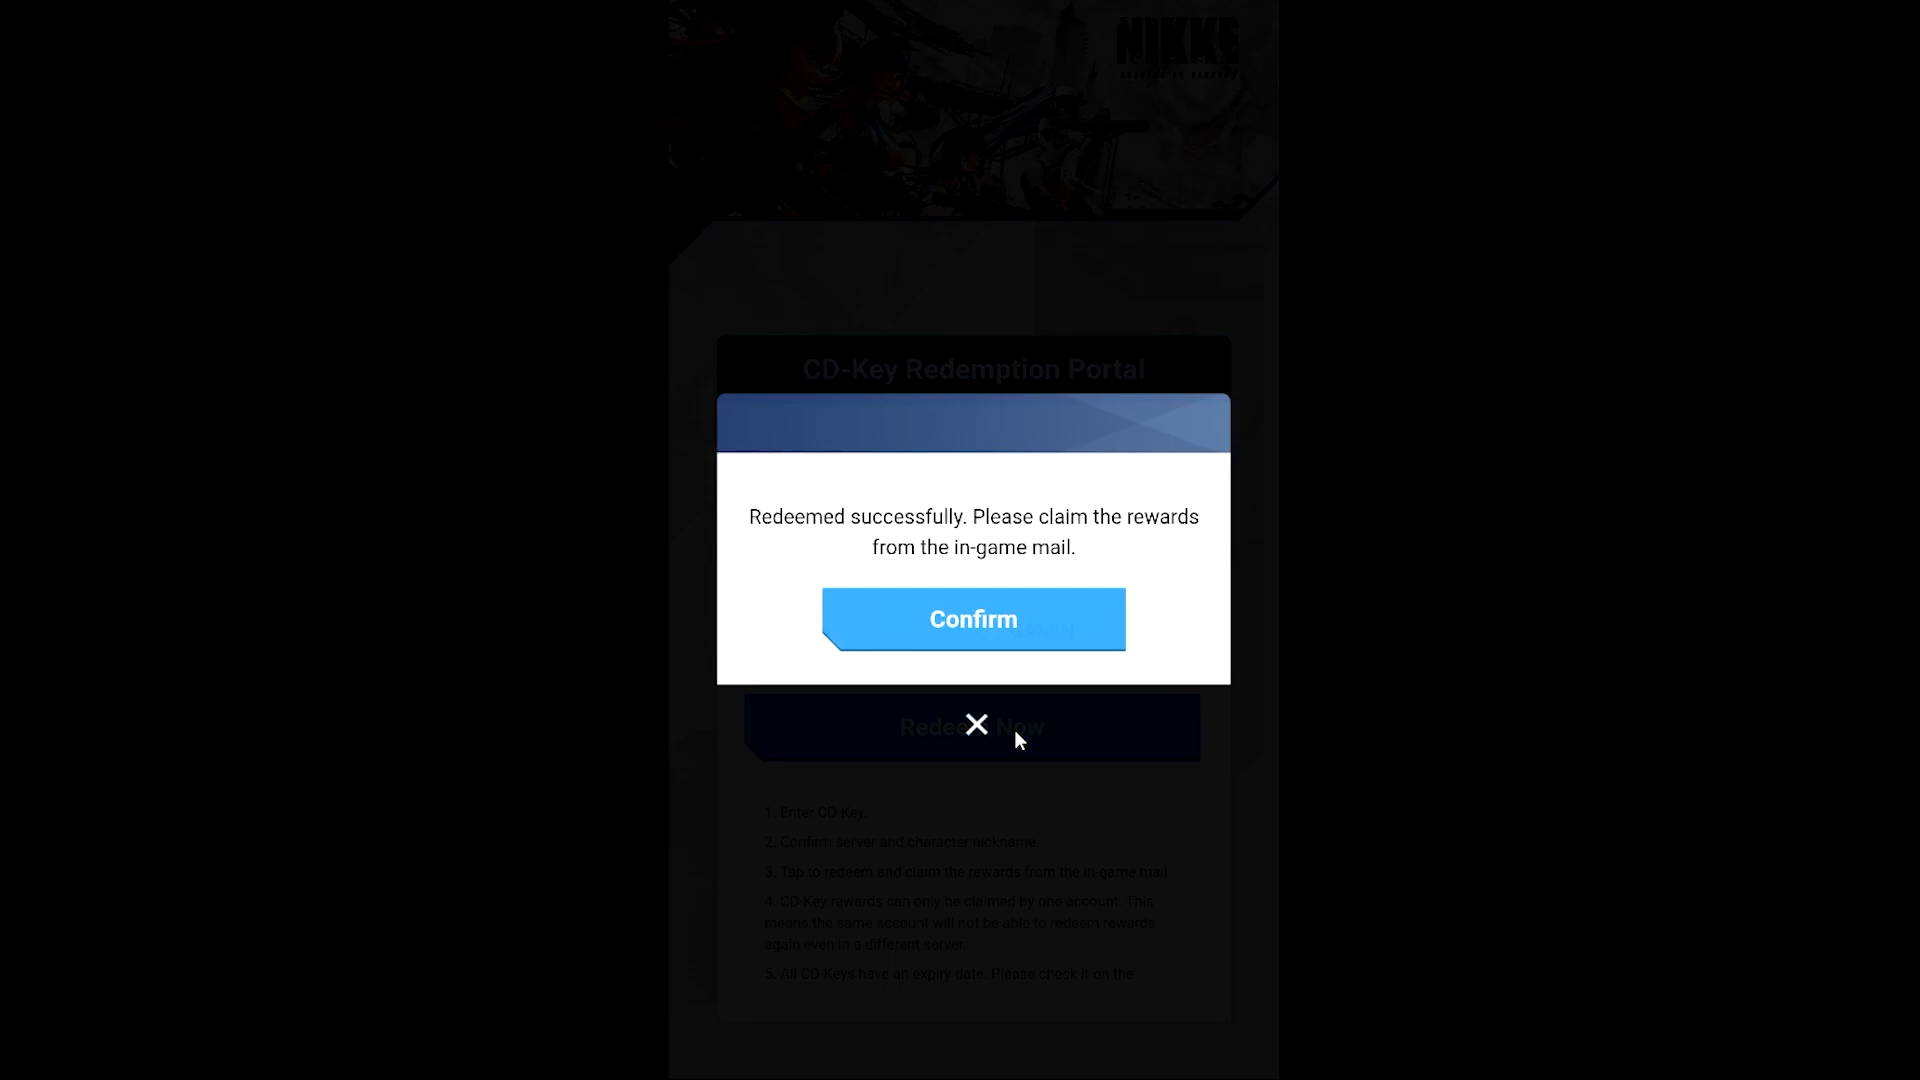 NIKKE
CD-Key Redemption Portal
Redeemed successfully. Please claim the rewards
from the in-game mail.
Confirm
1. Enter CD Key.
2. Confirm server and character nickname
3. Tap to redeem and claim the rewards from the in-game mail
4. CD-Key rewards can only be claimed by one account. This
means the same account will not be able to redeem rewards
again even in a different server.
5. All CD Keys have an expiry date. Please check it on the